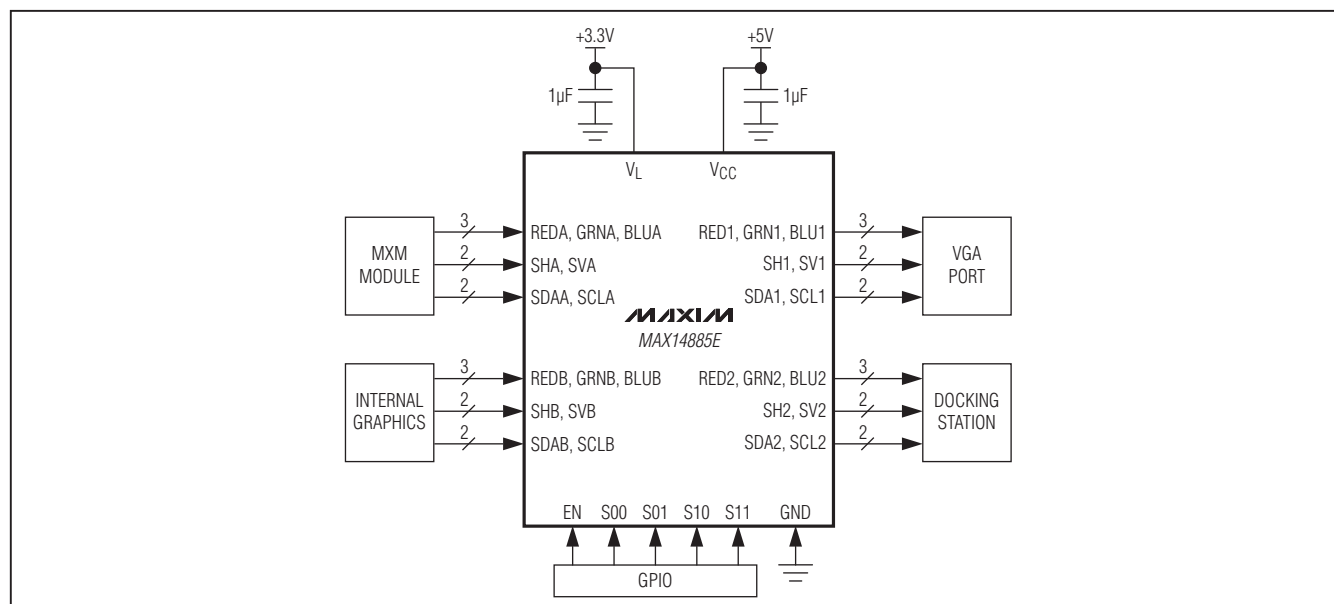 +3.3V
+5V
1µF
1µF
VL
VCC
MXM
MODULE
3
REDA, GRNA, BLUA
2
SHA, SVA
2
SDAA, SCLA
RED1, GRN1, BLU1
3
SH1, SV1
2
SDA1, SCL1
2
VGA
PORT
MAXIM
MAX14885E
INTERNAL
GRAPHICS
3
REDB, GRNB, BLUB
2
SHB, SVB
2
SDAB, SCLB
RED2, GRN2, BLU2
3
SH2, SV2
2
SDA2, SCL2
2
DOCKING
STATION
EN S00 S01 S10 S11 GND
GPIO